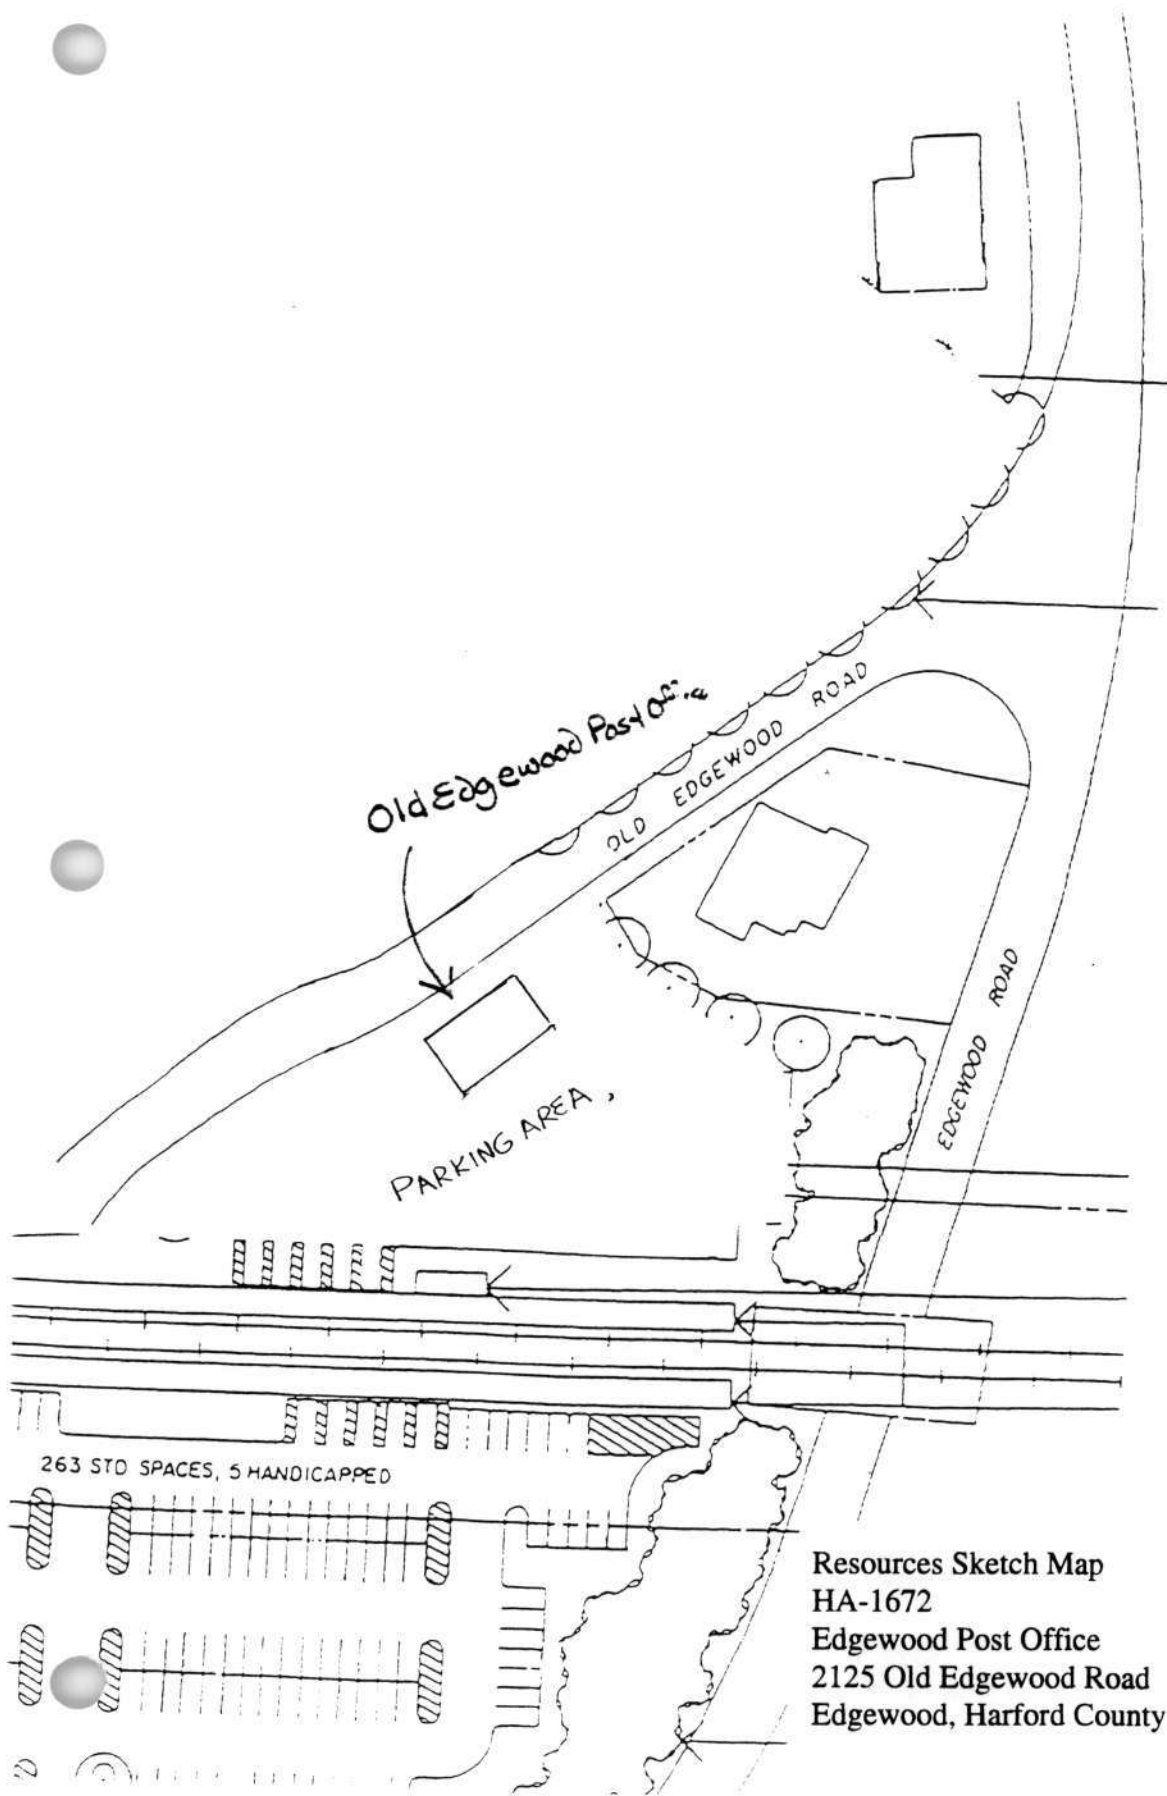 Old Edgewood Post Office
OLD EDGEWOOD ROAD
EDGEWOOD ROAD
PARKING AREA
263 STD SPACES, 5 HANDICAPPED
Resources Sketch Map
HA-1672
Edgewood Post Office
2125 Old Edgewood Road
Edgewood, Harford County